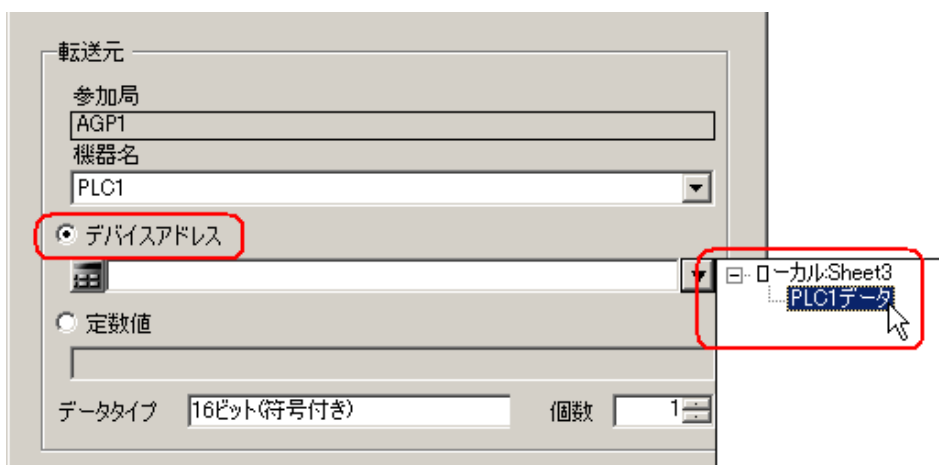 転送元
参加局
AGP1
機器名
PLC1
デバイスアドレス
ローカル:Sheet3
PLC1データ
定数値
データタイプ 16ビット(符号付き) 個数 1